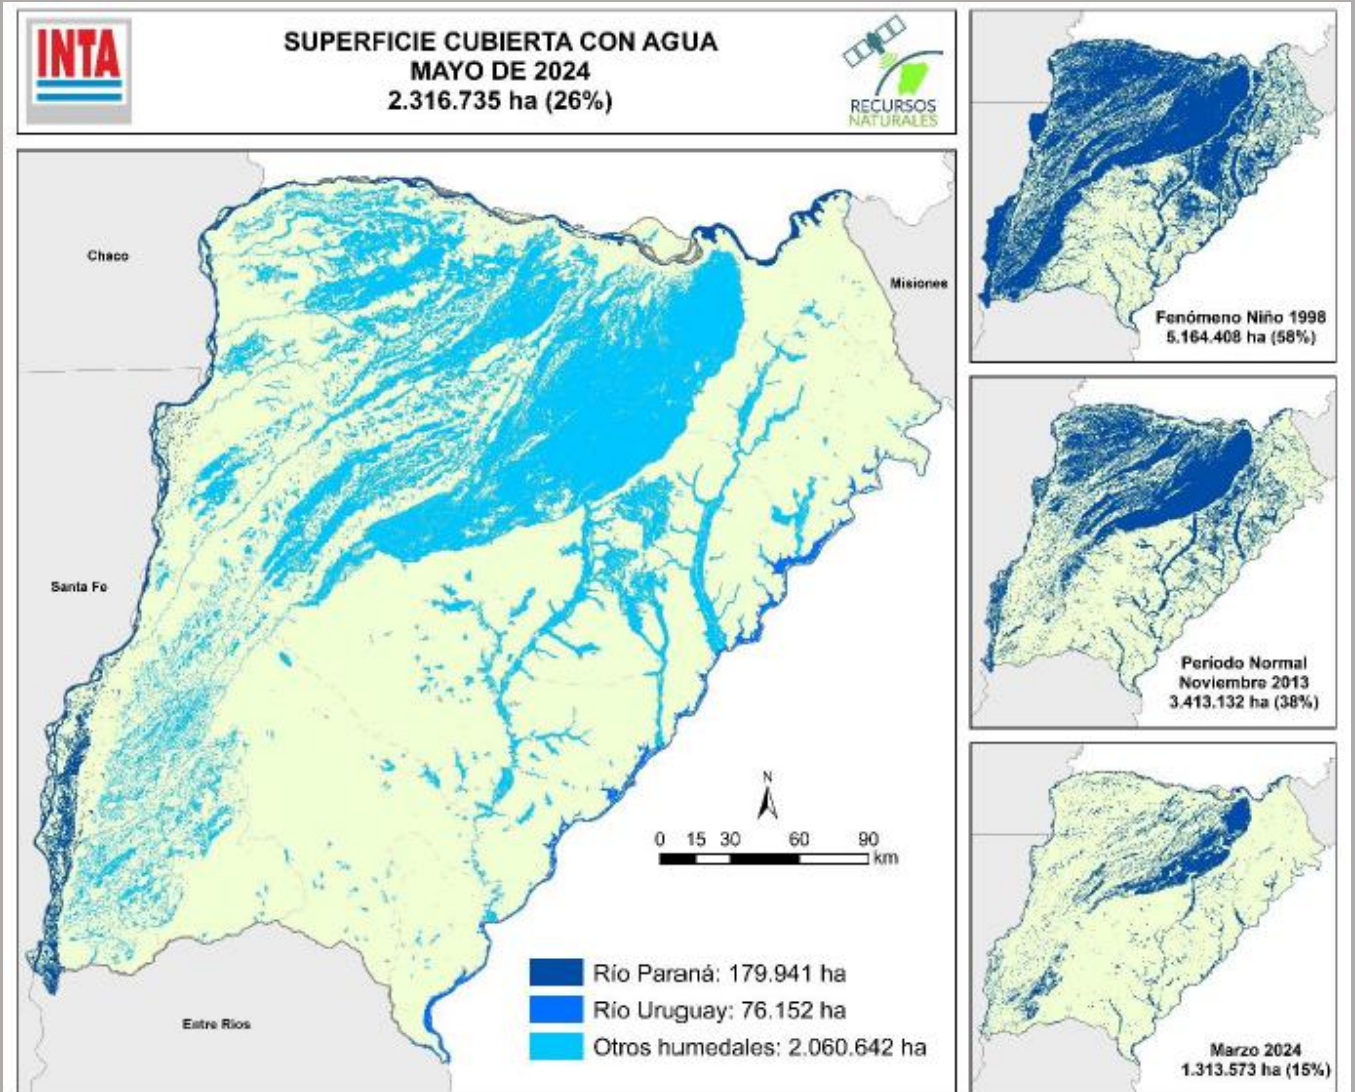 INTA
SUPERFICIE CUBIERTA CON AGUA
MAYO DE 2024
2.316.735 ha (26%)
RECURSOS
NATURALES
Chaco
Misiones
Santa Fe
Entre Rios
N
0 15 30 60 90
km
Río Paraná: 179.941 ha
Río Uruguay: 76.152 ha
Otros humedales: 2.060.642 ha
Fenómeno Niño 1998
5.164.408 ha (58%)
Periodo Normal
Noviembre 2013
3.413.132 ha (38%)
Marzo 2024
1.313.573 ha (15%)